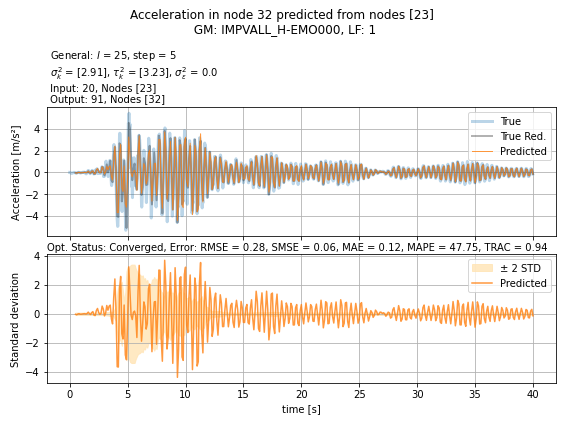 Acceleration in node 32 predicted from nodes [23]
GM: IMPVALL_H-EMO000, LF: 1
General: l = 25, step = 5
σ²ₖ = [2.91], τ²ₖ = [3.23], σ²ε = 0.0
Input: 20, Nodes [23]
Output: 91, Nodes [32]
Acceleration [m/s²]
4
2
0
−2
−4
True
True Red.
Predicted
Opt. Status: Converged, Error: RMSE = 0.28, SMSE = 0.06, MAE = 0.12, MAPE = 47.75, TRAC = 0.94
Standard deviation
4
2
0
−2
−4
± 2 STD
Predicted
0 5 10 15 20 25 30 35 40
time [s]